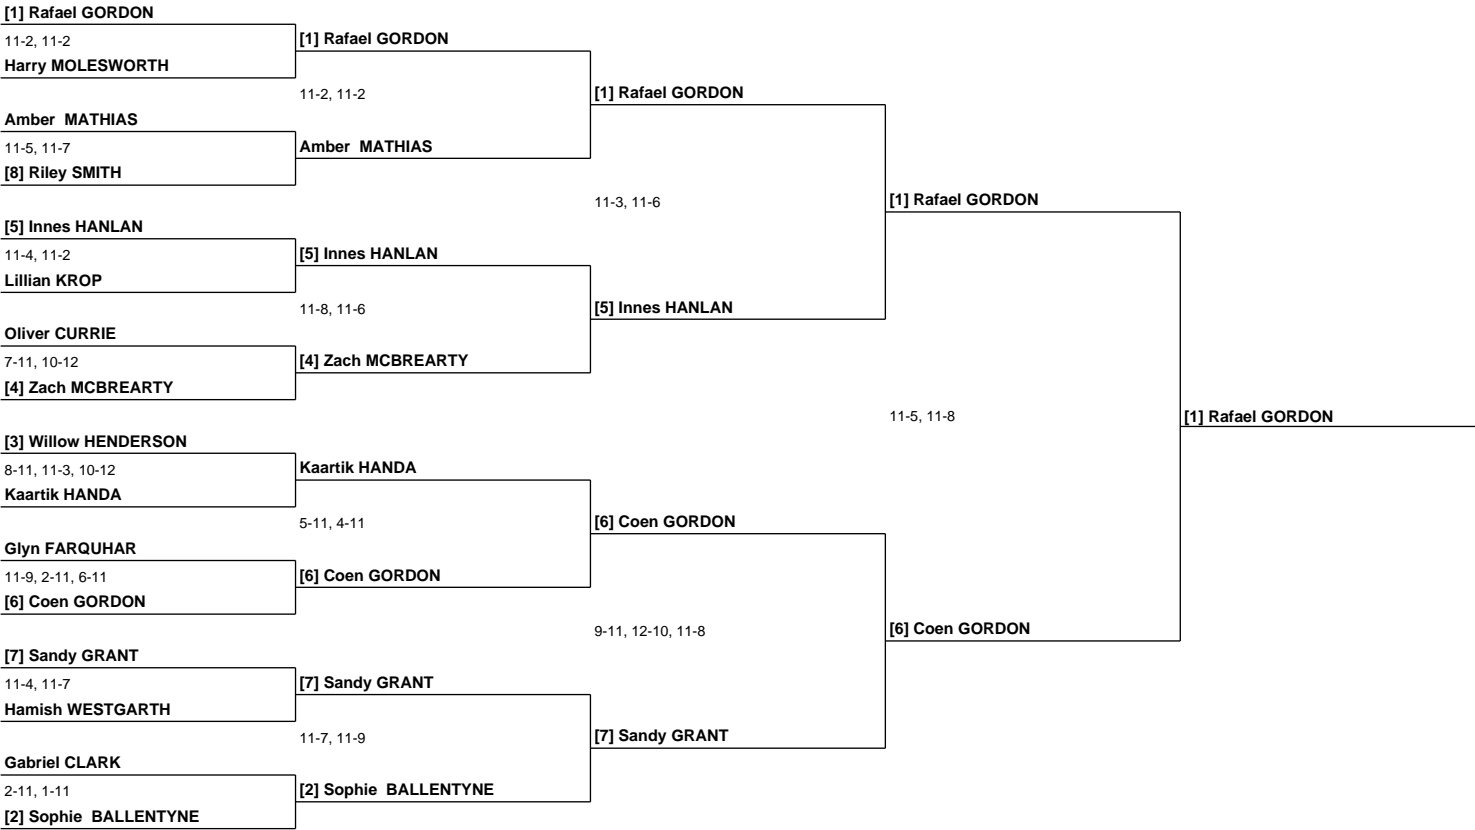 [1] Rafael GORDON
11-2, 11-2
Harry MOLESWORTH
Amber  MATHIAS
11-5, 11-7
[8] Riley SMITH
[5] Innes HANLAN
11-4, 11-2
Lillian KROP
Oliver CURRIE
7-11, 10-12
[4] Zach MCBREARTY
[3] Willow HENDERSON
8-11, 11-3, 10-12
Kaartik HANDA
Glyn FARQUHAR
11-9, 2-11, 6-11
[6] Coen GORDON
[7] Sandy GRANT
11-4, 11-7
Hamish WESTGARTH
Gabriel CLARK
2-11, 1-11
[2] Sophie  BALLENTYNE
[1] Rafael GORDON
11-2, 11-2
Amber  MATHIAS
[5] Innes HANLAN
11-8, 11-6
[4] Zach MCBREARTY
Kaartik HANDA
5-11, 4-11
[6] Coen GORDON
[7] Sandy GRANT
11-7, 11-9
[2] Sophie  BALLENTYNE
[1] Rafael GORDON
11-3, 11-6
[5] Innes HANLAN
[6] Coen GORDON
9-11, 12-10, 11-8
[7] Sandy GRANT
[1] Rafael GORDON
11-5, 11-8
[6] Coen GORDON
[1] Rafael GORDON